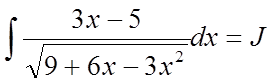 ∫ (3x − 5) / √(9 + 6x − 3x²) dx = J